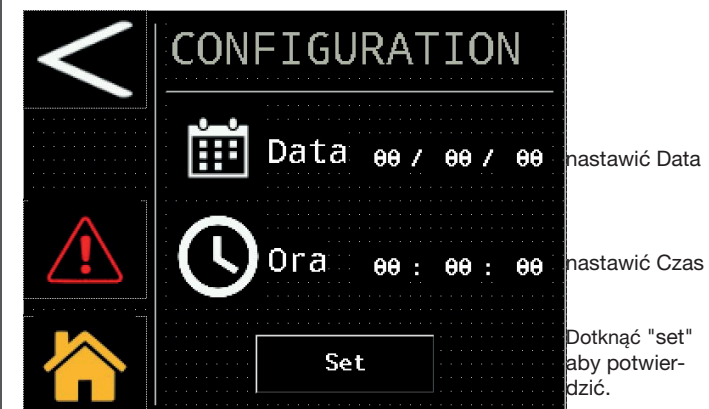 CONFIGURATION
Data 00 / 00 / 00
nastawić Data
Ora 00 : 00 : 00
nastawić Czas
Set
Dotknąć "set"
aby potwier-
dzić.